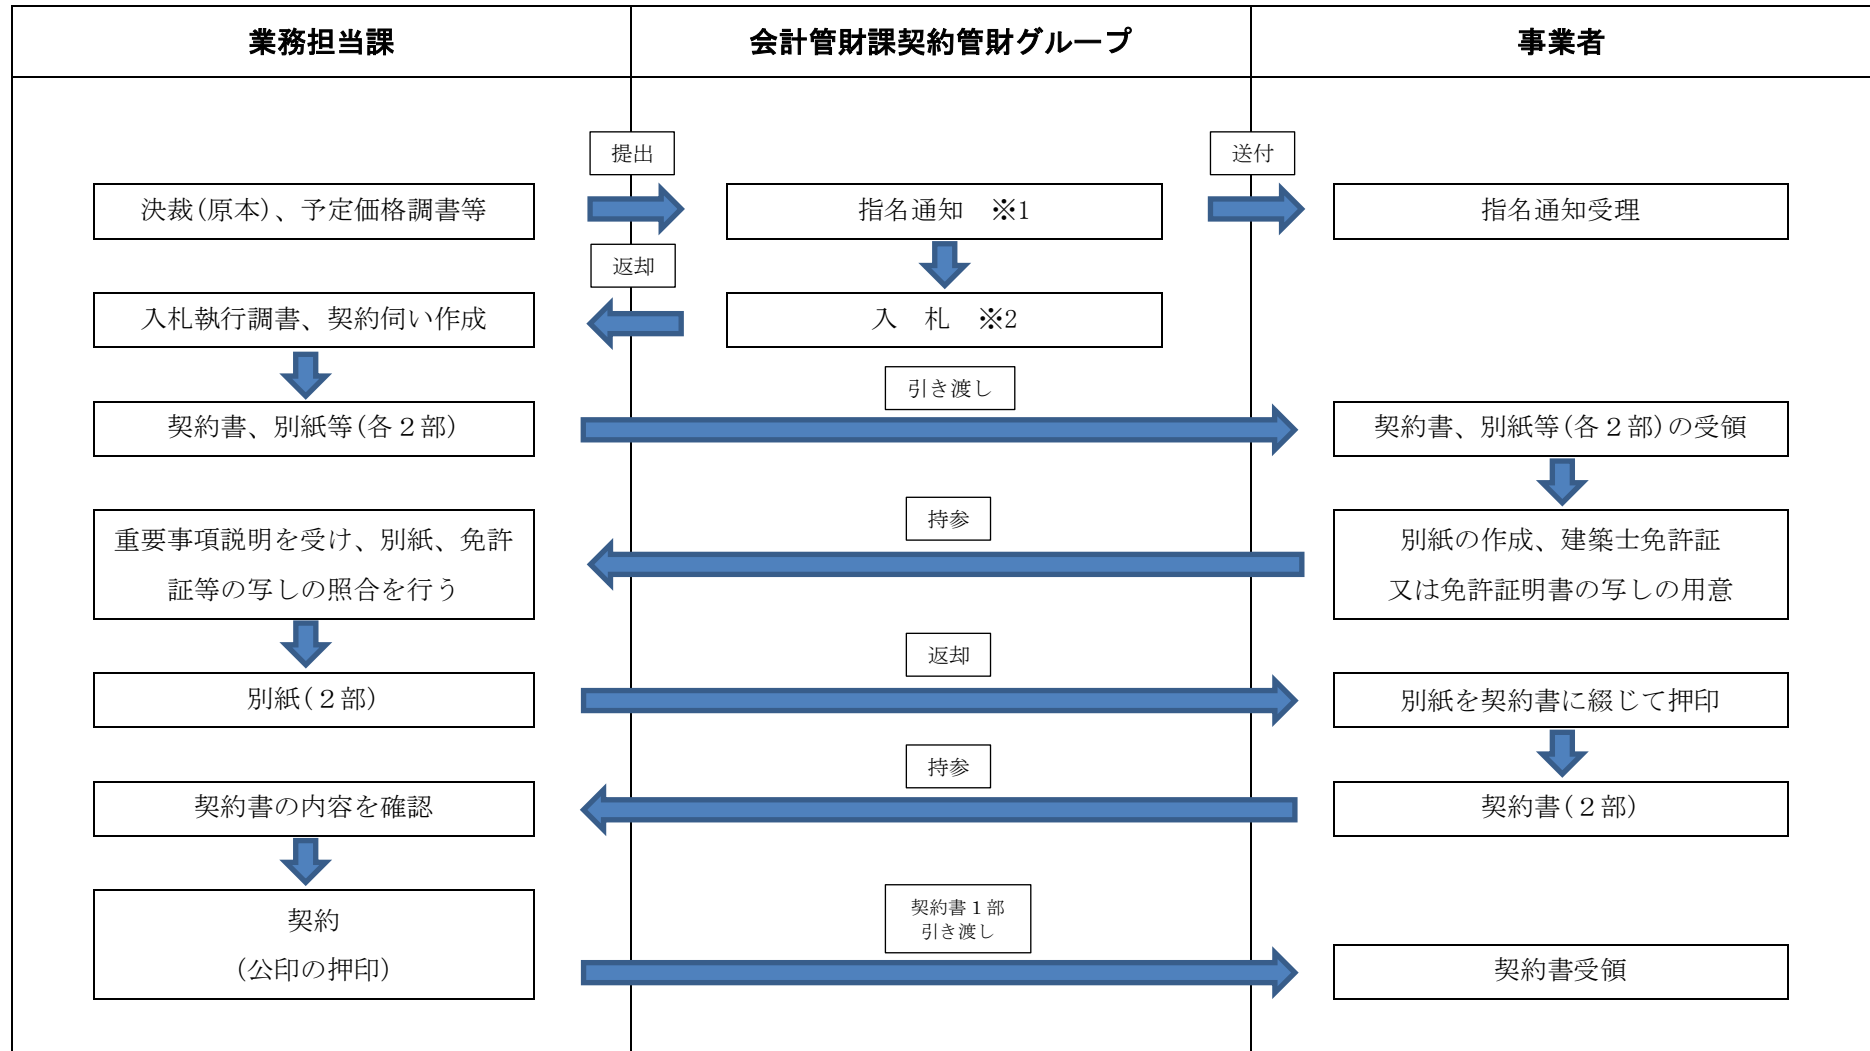 業務担当課
会計管財課契約管財グループ
事業者
提出
送付
決裁(原本)、予定価格調書等
指名通知　※1
指名通知受理
返却
入札執行調書、契約伺い作成
入　札　※2
引き渡し
契約書、別紙等(各２部)
契約書、別紙等(各２部)の受領
持参
重要事項説明を受け、別紙、免許
証等の写しの照合を行う
別紙の作成、建築士免許証
又は免許証明書の写しの用意
返却
別紙(２部)
別紙を契約書に綴じて押印
持参
契約書の内容を確認
契約書(２部)
契約
(公印の押印)
契約書１部
引き渡し
契約書受領